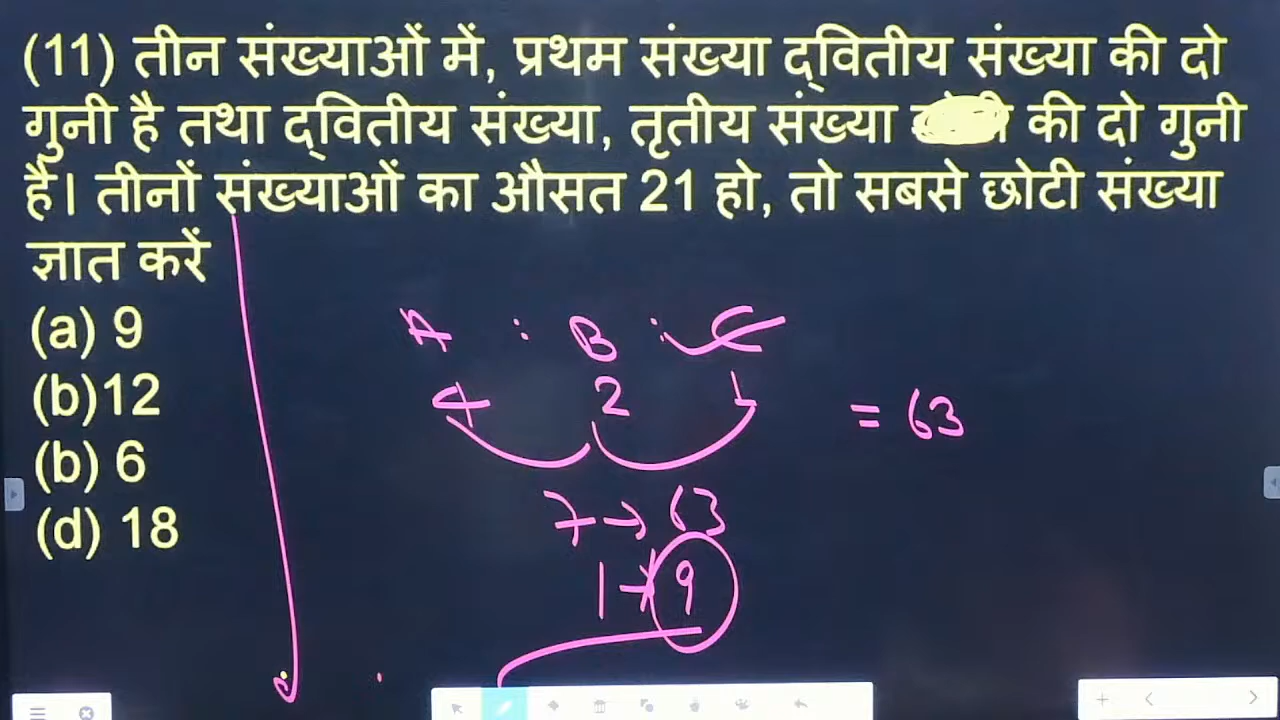 (11) तीन संख्याओं में, प्रथम संख्या द्वितीय संख्या की दो
गुनी है तथा द्वितीय संख्या, तृतीय संख्या की दो गुनी
है। तीनों संख्याओं का औसत 21 हो, तो सबसे छोटी संख्या
ज्ञात करें
(a) 9
(b)12
(b) 6
(d) 18
A : B : C
4 2 1 = 63
7 → 63
1 → 9